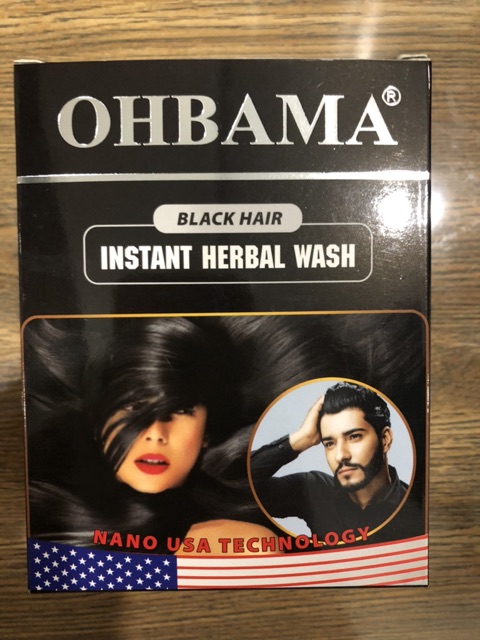 OHBAMA®
BLACK HAIR
INSTANT HERBAL WASH
NANO USA TECHNOLOGY